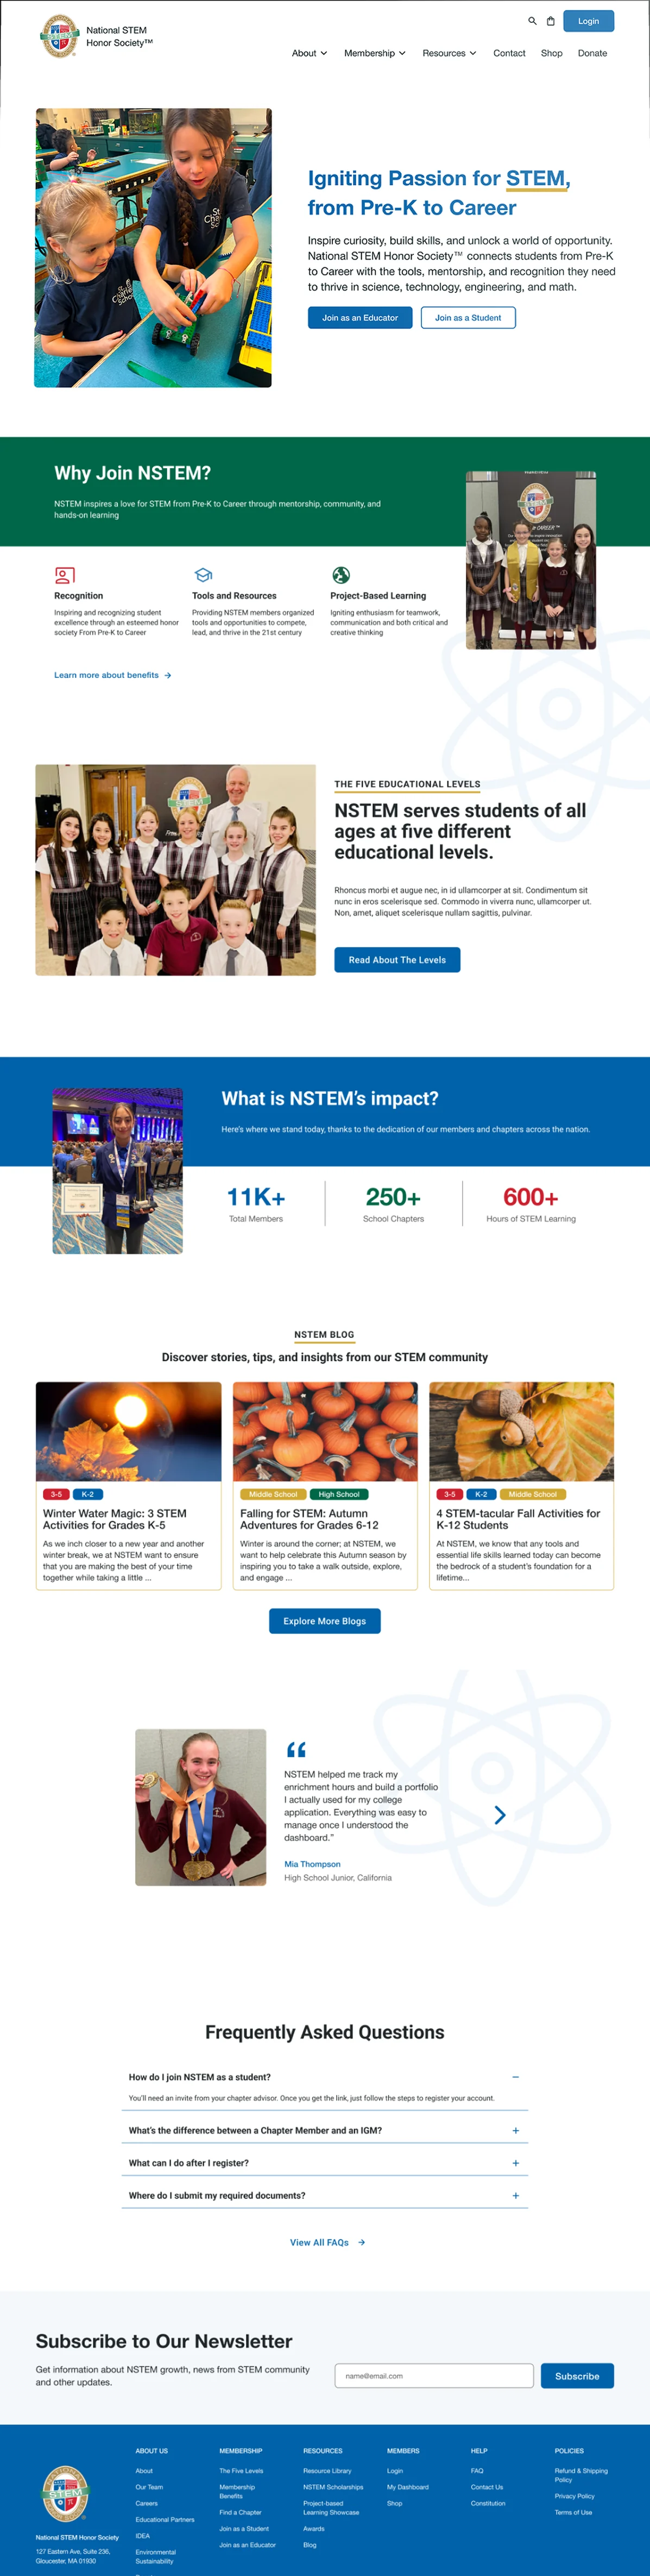 National STEM
Honor Society™
Login
About
Membership
Resources
Contact
Shop
Donate
Igniting Passion for STEM,
from Pre-K to Career
Inspire curiosity, build skills, and unlock a world of opportunity.
National STEM Honor Society™ connects students from Pre-K
to Career with the tools, mentorship, and recognition they need
to thrive in science, technology, engineering, and math.
Join as an Educator
Join as a Student
Why Join NSTEM?
NSTEM inspires a love for STEM from Pre-K to Career through mentorship, community, and
hands-on learning
Recognition
Inspiring and recognizing student
excellence through an esteemed honor
society From Pre-K to Career
Tools and Resources
Providing NSTEM members organized
tools and opportunities to compete,
lead, and thrive in the 21st century
Project-Based Learning
Igniting enthusiasm for teamwork,
communication and both critical and
creative thinking
Learn more about benefits
THE FIVE EDUCATIONAL LEVELS
NSTEM serves students of all
ages at five different
educational levels.
Rhoncus morbi et augue nec, in id ullamcorper at sit. Condimentum sit
nunc in eros scelerisque sed. Commodo in viverra nunc, ullamcorper ut.
Non, amet, aliquet scelerisque nullam sagittis, pulvinar.
Read About The Levels
What is NSTEM's impact?
Here's where we stand today, thanks to the dedication of our members and chapters across the nation.
11K+
Total Members
250+
School Chapters
600+
Hours of STEM Learning
NSTEM BLOG
Discover stories, tips, and insights from our STEM community
3-5
K-2
Winter Water Magic: 3 STEM
Activities for Grades K-5
As we inch closer to a new year and another
winter break, we at NSTEM want to ensure
that you are making the best of your time
together while taking a little ...
Middle School
High School
Falling for STEM: Autumn
Adventures for Grades 6-12
Winter is around the corner; at NSTEM, we
want to help celebrate this Autumn season by
inspiring you to take a walk outside, explore,
and engage ...
3-5
K-2
Middle School
4 STEM-tacular Fall Activities for
K-12 Students
At NSTEM, we know that any tools and
essential life skills learned today can become
the bedrock of a student's foundation for a
lifetime...
Explore More Blogs
“
NSTEM helped me track my
enrichment hours and build a portfolio
I actually used for my college
application. Everything was easy to
manage once I understood the
dashboard.”
Mia Thompson
High School Junior, California
Frequently Asked Questions
How do I join NSTEM as a student?
You'll need an invite from your chapter advisor. Once you get the link, just follow the steps to register your account.
What's the difference between a Chapter Member and an IGM?
What can I do after I register?
Where do I submit my required documents?
View All FAQs
Subscribe to Our Newsletter
Get information about NSTEM growth, news from STEM community
and other updates.
name@email.com
Subscribe
National STEM Honor Society
127 Eastern Ave, Suite 236,
Gloucester, MA 01930
ABOUT US
About
Our Team
Careers
Educational Partners
IDEA
Environmental
Sustainability
MEMBERSHIP
The Five Levels
Membership
Benefits
Find a Chapter
Join as a Student
Join as an Educator
RESOURCES
Resource Library
NSTEM Scholarships
Project-based
Learning Showcase
Awards
Blog
MEMBERS
Login
My Dashboard
Shop
HELP
FAQ
Contact Us
Constitution
POLICIES
Refund & Shipping
Policy
Privacy Policy
Terms of Use